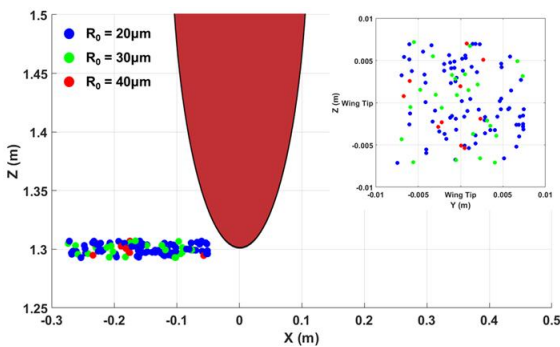 R₀ = 20μm
R₀ = 30μm
R₀ = 40μm
1.5
1.45
1.4
1.35
1.3
1.25
Z (m)
-0.3
-0.2
-0.1
0
0.1
0.2
0.3
0.4
0.5
X (m)
0.01
0.005
Wing Tip
-0.005
-0.01
Z (m)
-0.01
-0.005
Wing Tip
0.005
0.01
Y (m)